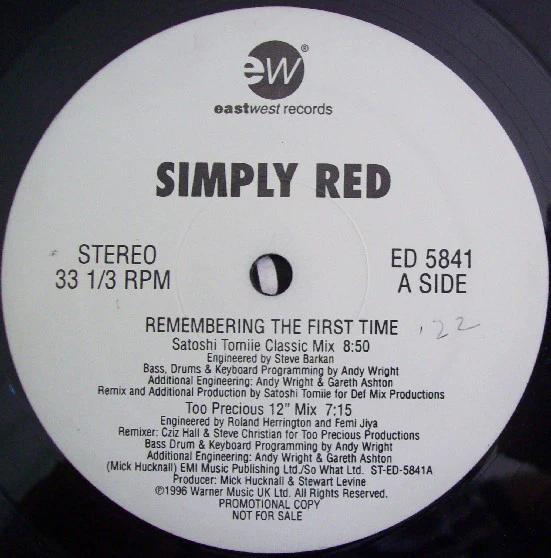 ew®
eastwest records
SIMPLY RED
STEREO
33 1/3 RPM
ED 5841
A SIDE
REMEMBERING THE FIRST TIME
'22
Satoshi Tomiie Classic Mix 8:50
Engineered by Steve Barkan
Bass, Drums & Keyboard Programming by Andy Wright
Additional Engineering: Andy Wright & Gareth Ashton
Remix and Additional Production by Satoshi Tomiie for Def Mix Productions
Too Precious 12" Mix 7:15
Engineered by Roland Herrington and Femi Jiya
Remixer: Cziz Hall & Steve Christian for Too Precious Productions
Bass Drum & Keyboard Programming by Andy Wright
Additional Engineering: Andy Wright & Gareth Ashton
(Mick Hucknall) EMI Music Publishing Ltd./So What Ltd. ST-ED-5841A
Producer: Mick Hucknall & Stewart Levine
℗1996 Warner Music UK Ltd. All Rights Reserved.
PROMOTIONAL COPY
NOT FOR SALE